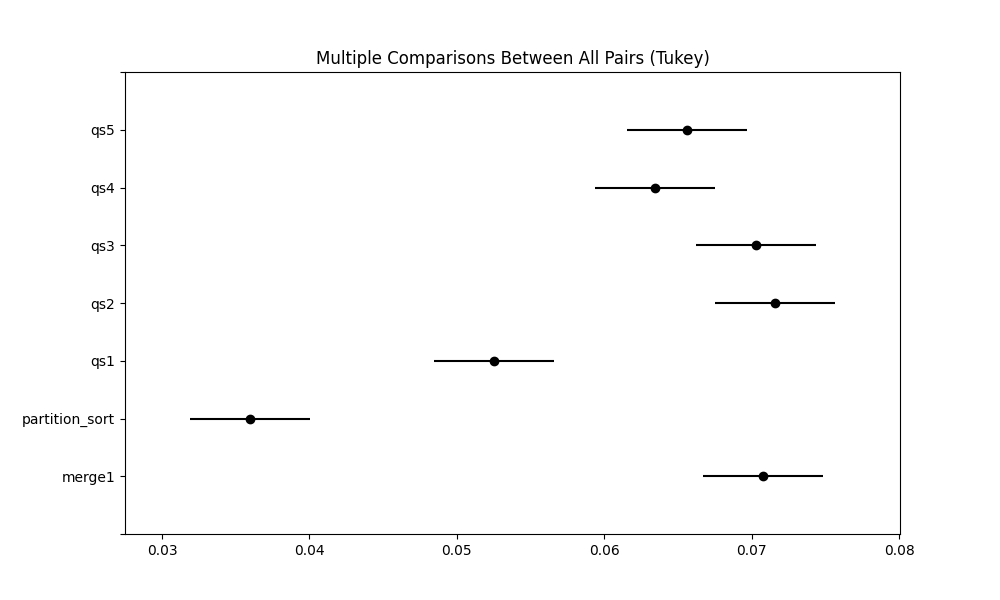 Multiple Comparisons Between All Pairs (Tukey)
qs5
qs4
qs3
qs2
qs1
partition_sort
merge1
0.03 0.04 0.05 0.06 0.07 0.08